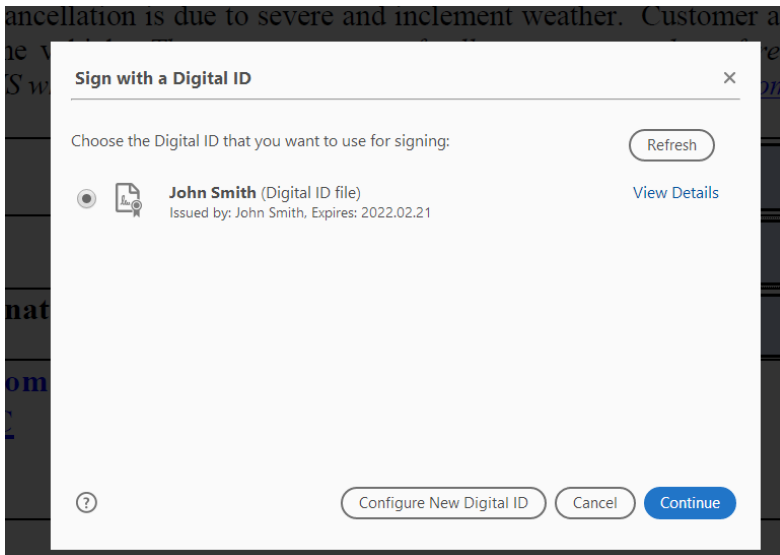 ancellation is due to severe and inclement weather. Customer a
Sign with a Digital ID
Choose the Digital ID that you want to use for signing:
Refresh
John Smith (Digital ID file)
View Details
Issued by: John Smith, Expires: 2022.02.21
nat
om
?
Configure New Digital ID
Cancel
Continue